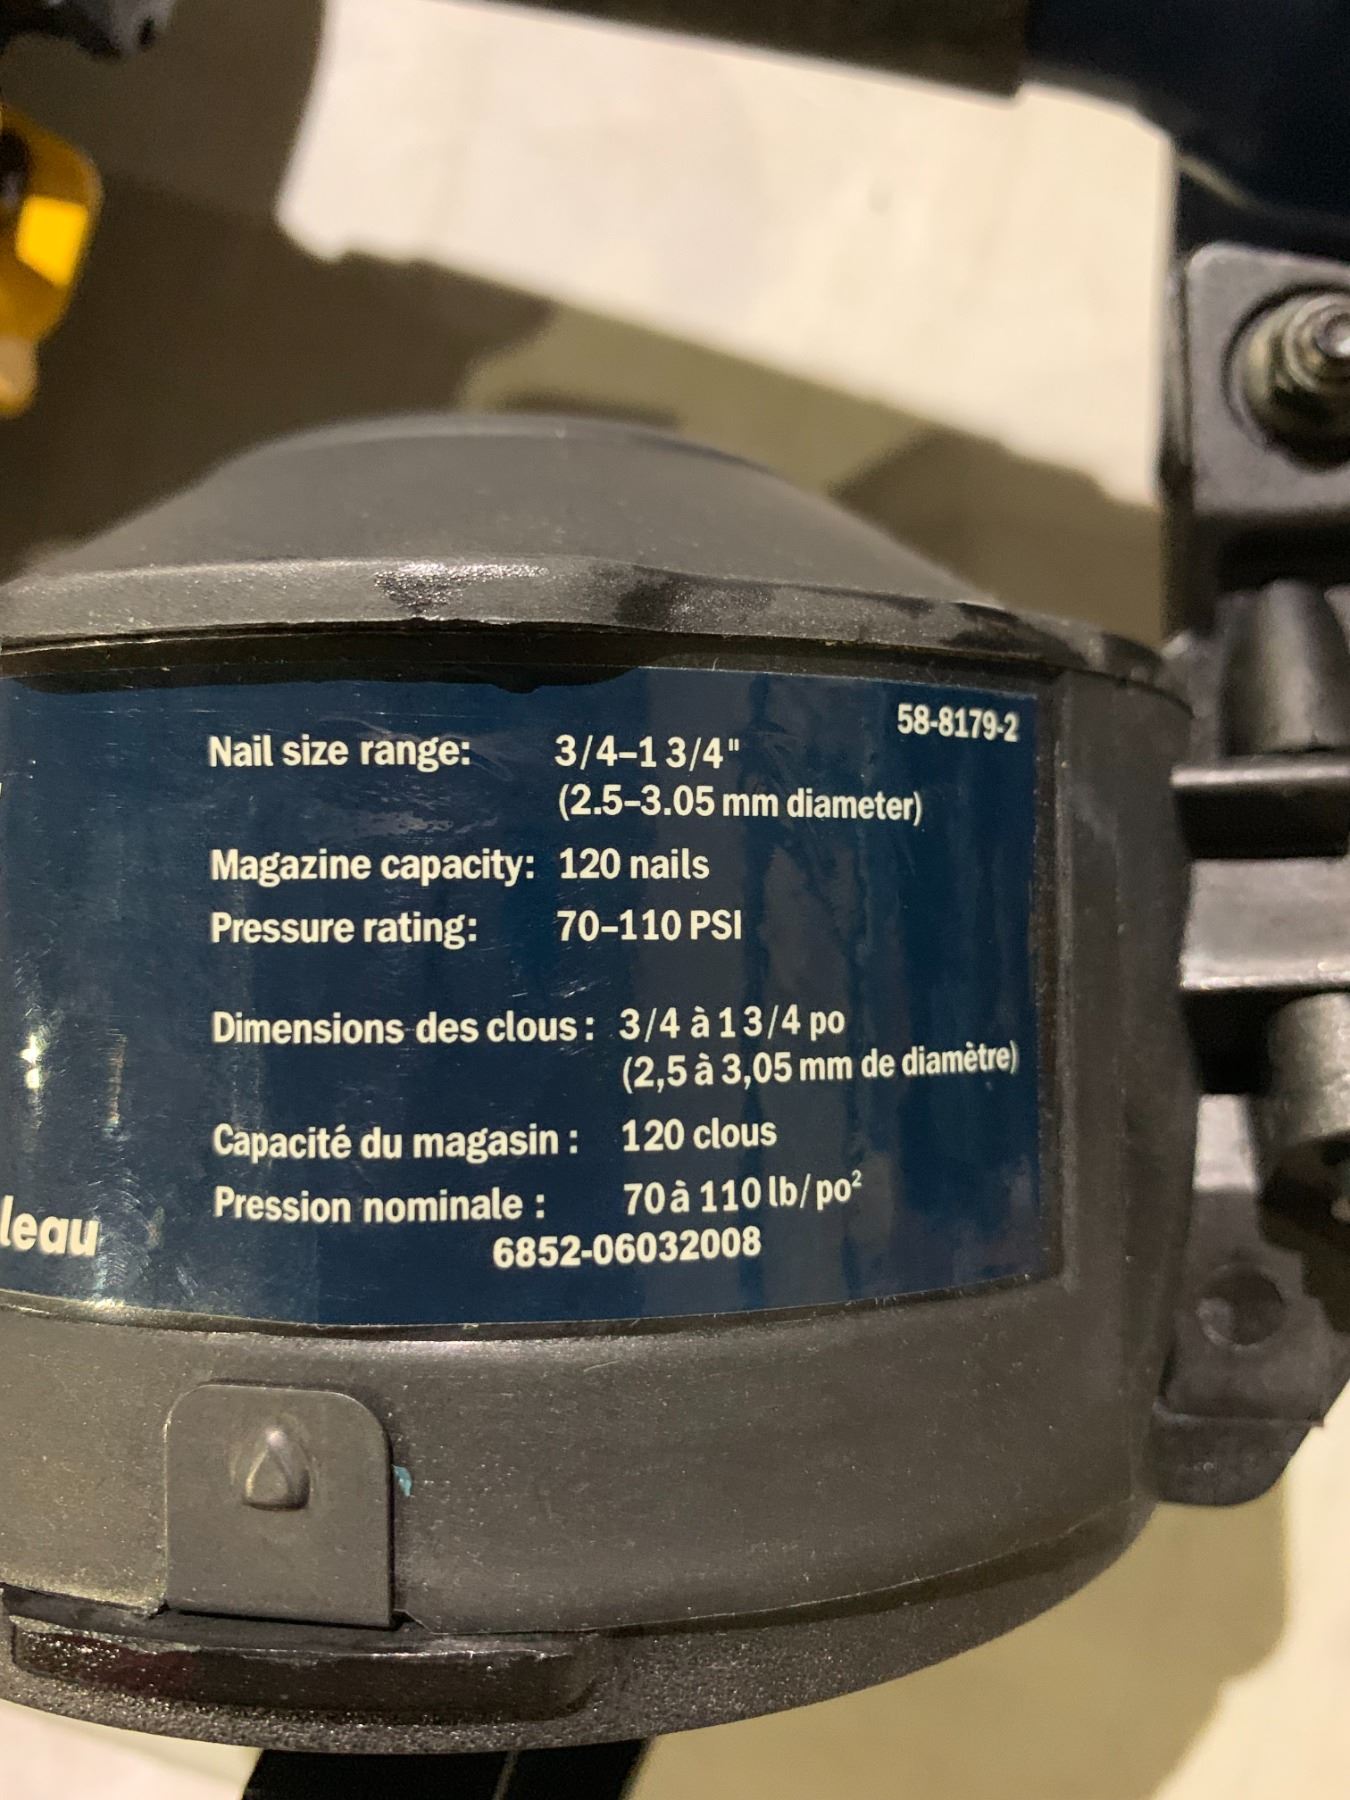 58-8179-2
Nail size range: 3/4–1 3/4"
(2.5–3.05 mm diameter)
Magazine capacity: 120 nails
Pressure rating: 70–110 PSI
Dimensions des clous : 3/4 à 1 3/4 po
(2,5 à 3,05 mm de diamètre)
Capacité du magasin : 120 clous
Pression nominale : 70 à 110 lb/po²
6852-06032008